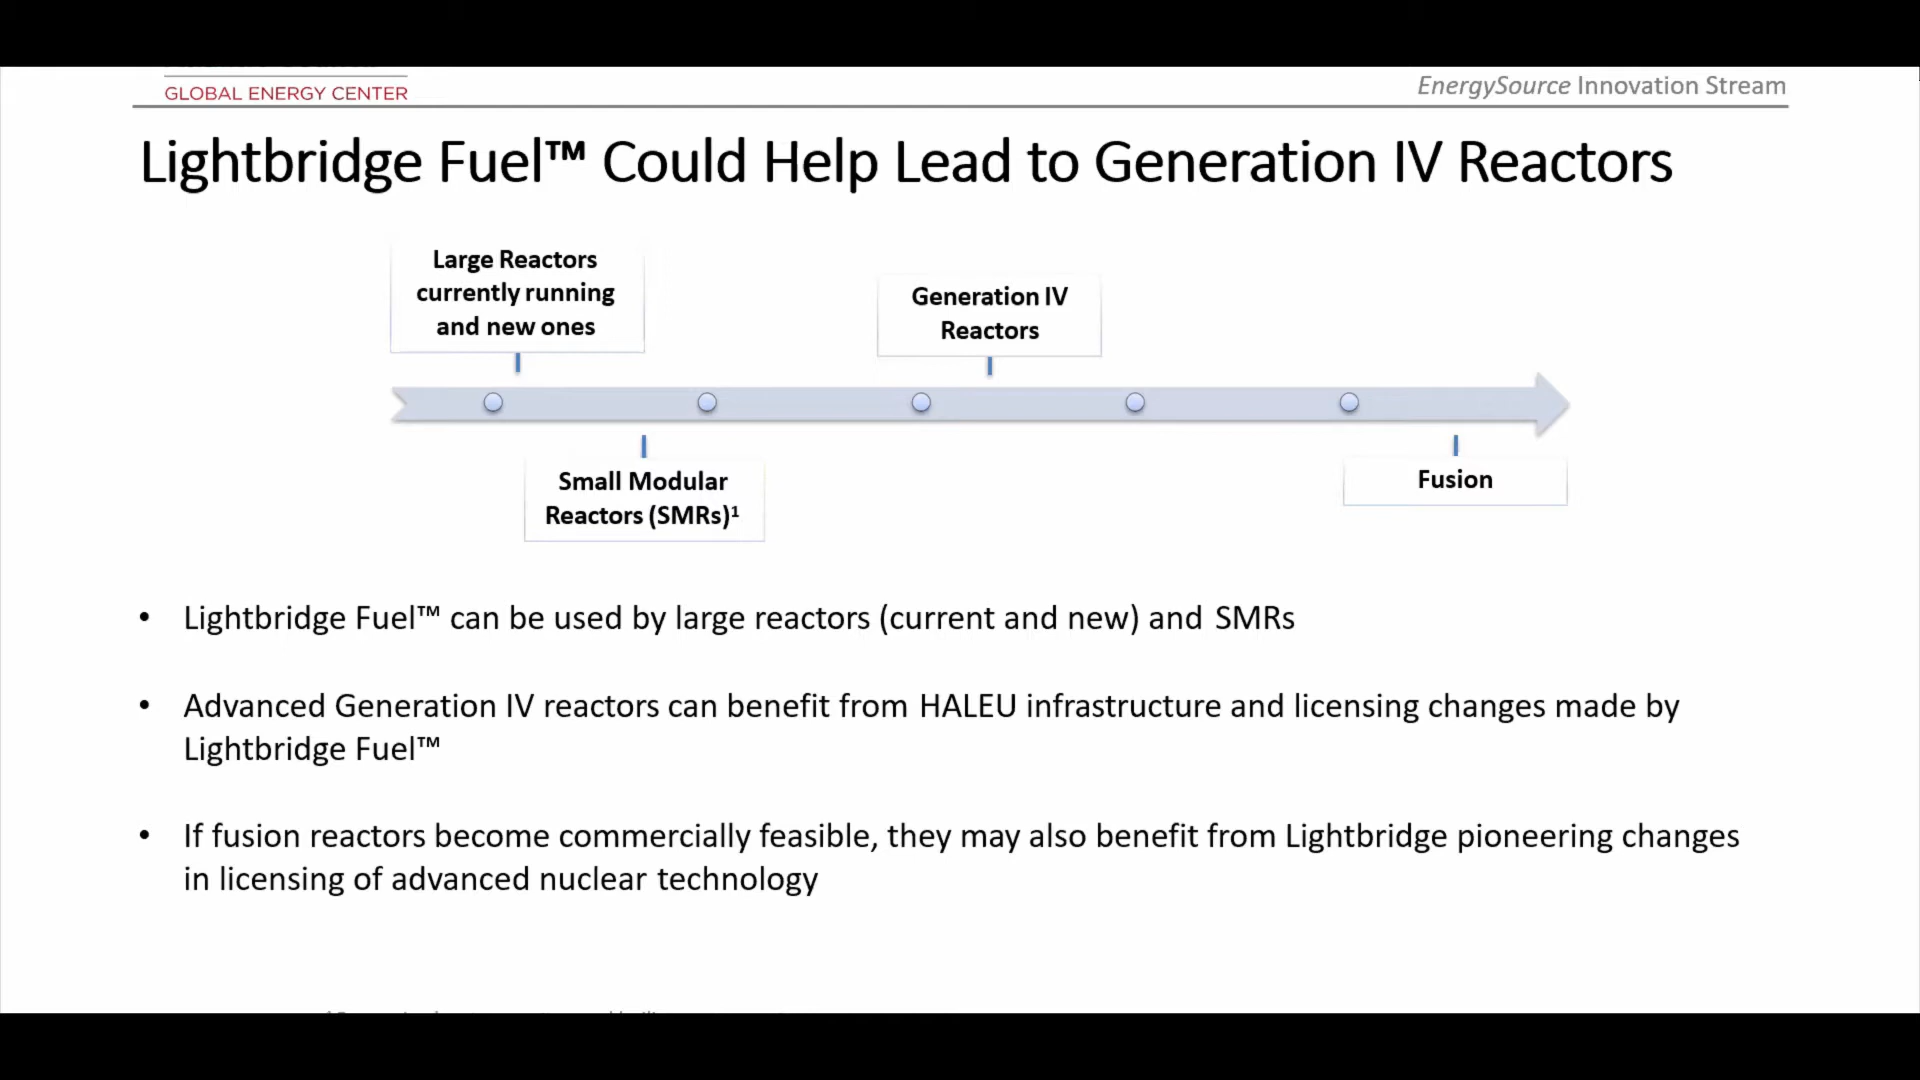 GLOBAL ENERGY CENTER
EnergySource Innovation Stream
Lightbridge Fuel™ Could Help Lead to Generation IV Reactors
Large Reactors
currently running
and new ones
Generation IV
Reactors
Small Modular
Reactors (SMRs)¹
Fusion
• Lightbridge Fuel™ can be used by large reactors (current and new) and SMRs
• Advanced Generation IV reactors can benefit from HALEU infrastructure and licensing changes made by
Lightbridge Fuel™
• If fusion reactors become commercially feasible, they may also benefit from Lightbridge pioneering changes
in licensing of advanced nuclear technology